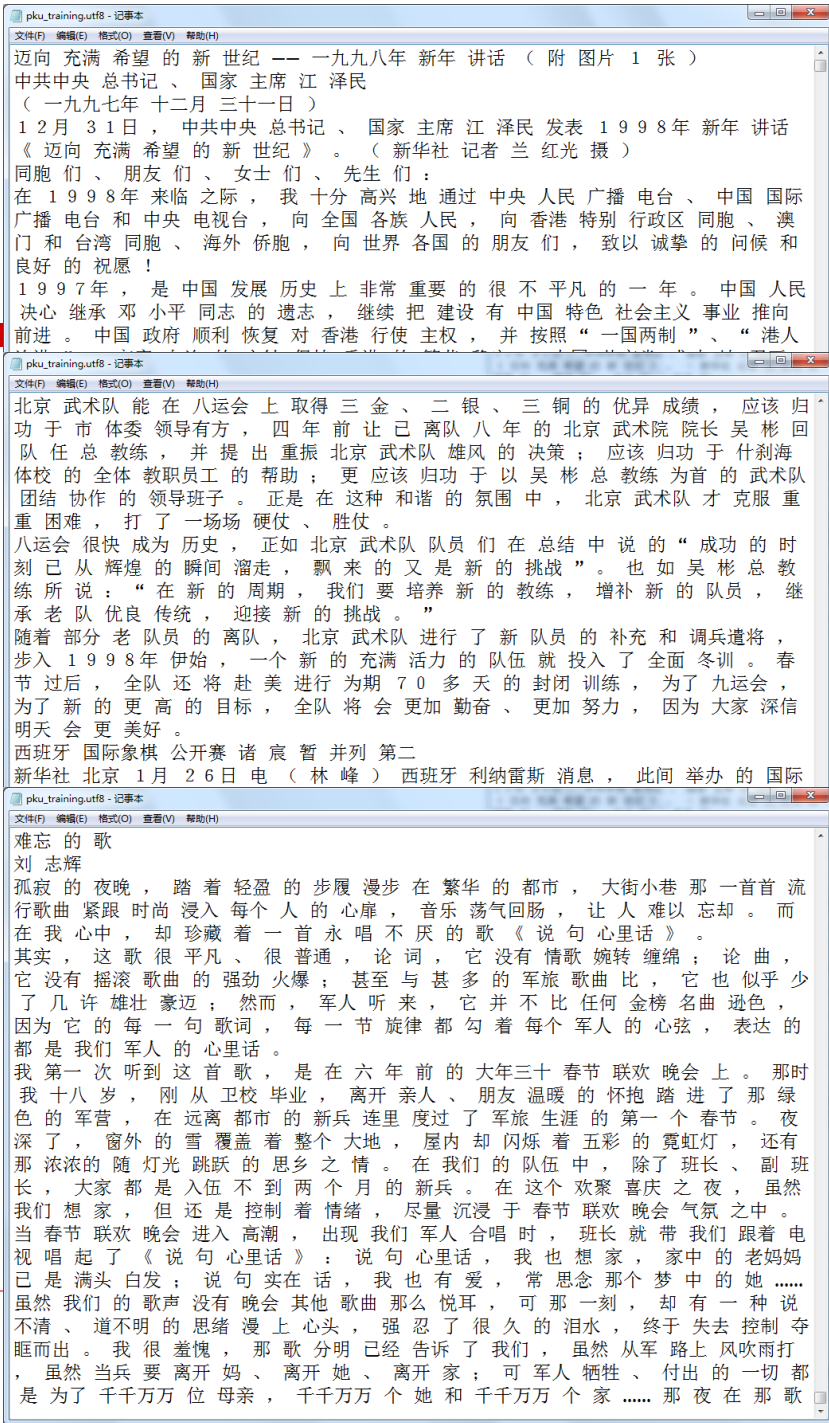 pku_training.utf8 - 记事本
文件(F) 编辑(E) 格式(O) 查看(V) 帮助(H)
迈向 充满 希望 的 新 世纪 —— 一九九八年 新年 讲话 （ 附 图片 1 张 ）
中共中央 总书记 、 国家 主席 江 泽民
（ 一九九七年 十二月 三十一日 ）
１２月 ３１日 ， 中共中央 总书记 、 国家 主席 江 泽民 发表 １９９８年 新年 讲话
《 迈向 充满 希望 的 新 世纪 》 。 （ 新华社 记者 兰 红光 摄 ）
同胞 们 、 朋友 们 、 女士 们 、 先生 们 ：
在 １９９８年 来临 之际 ， 我 十分 高兴 地 通过 中央 人民 广播 电台 、 中国 国际
广播 电台 和 中央 电视台 ， 向 全国 各族 人民 ， 向 香港 特别 行政区 同胞 、 澳
门 和 台湾 同胞 、 海外 侨胞 ， 向 世界 各国 的 朋友 们 ， 致以 诚挚 的 问候 和
良好 的 祝愿 ！
１９９７年 ， 是 中国 发展 历史 上 非常 重要 的 很 不 平凡 的 一 年 。 中国 人民
决心 继承 邓 小平 同志 的 遗志 ， 继续 把 建设 有 中国 特色 社会主义 事业 推向
前进 。 中国 政府 顺利 恢复 对 香港 行使 主权 ， 并 按照 “ 一国两制 ” 、 “ 港人
pku_training.utf8 - 记事本
文件(F) 编辑(E) 格式(O) 查看(V) 帮助(H)
北京 武术队 能 在 八运会 上 取得 三 金 、 二 银 、 三 铜 的 优异 成绩 ， 应该 归
功 于 市 体委 领导有方 ， 四 年 前 让 已 离队 八 年 的 北京 武术院 院长 吴 彬 回
队 任 总 教练 ， 并 提 出 重振 北京 武术队 雄风 的 决策 ； 应该 归功 于 什刹海
体校 的 全体 教职员工 的 帮助 ； 更 应该 归功 于 以 吴 彬 总 教练 为首 的 武术队
团结 协作 的 领导班子 。 正是 在 这种 和谐 的 氛围 中 ， 北京 武术队 才 克服 重
重 困难 ， 打 了 一场场 硬仗 、 胜仗 。
八运会 很快 成为 历史 ， 正如 北京 武术队 队员 们 在 总结 中 说 的 “ 成功 的 时
刻 已 从 辉煌 的 瞬间 溜走 ， 飘 来 的 又 是 新 的 挑战 ” 。 也 如 吴 彬 总 教
练 所 说 ： “ 在 新 的 周期 ， 我们 要 培养 新 的 教练 ， 增补 新 的 队员 ， 继
承 老 队 优良 传统 ， 迎接 新 的 挑战 。 ”
随着 部分 老 队员 的 离队 ， 北京 武术队 进行 了 新 队员 的 补充 和 调兵遣将 ，
步入 １９９８年 伊始 ， 一个 新 的 充满 活力 的 队伍 就 投入 了 全面 冬训 。 春
节 过后 ， 全队 还 将 赴 美 进行 为期 ７０ 多 天 的 封闭 训练 ， 为了 九运会 ，
为了 新 的 更 高 的 目标 ， 全队 将 会 更加 勤奋 、 更加 努力 ， 因为 大家 深信
明天 会 更 美好 。
西班牙 国际象棋 公开赛 诸 宸 暂 并列 第二
新华社 北京 １月 ２６日 电 （ 林 峰 ） 西班牙 利纳雷斯 消息 ， 此间 举办 的 国际
pku_training.utf8 - 记事本
文件(F) 编辑(E) 格式(O) 查看(V) 帮助(H)
难忘 的 歌
刘 志辉
孤寂 的 夜晚 ， 踏 着 轻盈 的 步履 漫步 在 繁华 的 都市 ， 大街小巷 那 一首首 流
行歌曲 紧跟 时尚 浸入 每个 人 的 心扉 ， 音乐 荡气回肠 ， 让 人 难以 忘却 。 而
在 我 心中 ， 却 珍藏 着 一 首 永 唱 不 厌 的 歌 《 说 句 心里话 》 。
其实 ， 这 歌 很 平凡 、 很 普通 ， 论 词 ， 它 没有 情歌 婉转 缠绵 ； 论 曲 ，
它 没有 摇滚 歌曲 的 强劲 火爆 ； 甚至 与 甚 多 的 军旅 歌曲 比 ， 它 也 似乎 少
了 几 许 雄壮 豪迈 ； 然而 ， 军人 听 来 ， 它 并 不 比 任何 金榜 名曲 逊色 ，
因为 它 的 每 一 句 歌词 ， 每 一 节 旋律 都 勾 着 每个 军人 的 心弦 ， 表达 的
都 是 我们 军人 的 心里话 。
我 第一 次 听到 这 首 歌 ， 是 在 六 年 前 的 大年三十 春节 联欢 晚会 上 。 那时
我 十八 岁 ， 刚 从 卫校 毕业 ， 离开 亲人 、 朋友 温暖 的 怀抱 踏 进 了 那 绿
色 的 军营 ， 在 远离 都市 的 新兵 连里 度过 了 军旅 生涯 的 第一 个 春节 。 夜
深 了 ， 窗外 的 雪 覆盖 着 整个 大地 ， 屋内 却 闪烁 着 五彩 的 霓虹灯 ， 还有
那 浓浓的 随 灯光 跳跃 的 思乡 之 情 。 在 我们 的 队伍 中 ， 除了 班长 、 副 班
长 ， 大家 都 是 入伍 不 到 两 个 月 的 新兵 。 在 这个 欢聚 喜庆 之 夜 ， 虽然
我们 想 家 ， 但 还 是 控制 着 情绪 ， 尽量 沉浸 于 春节 联欢 晚会 气氛 之中 。
当 春节 联欢 晚会 进入 高潮 ， 出现 我们 军人 合唱 时 ， 班长 就 带 我们 跟着 电
视 唱 起 了 《 说 句 心里话 》 ： 说 句 心里话 ， 我 也 想 家 ， 家中 的 老妈妈
已 是 满头 白发 ； 说 句 实在 话 ， 我 也 有 爱 ， 常 思念 那个 梦 中 的 她 ……
虽然 我们 的 歌声 没有 晚会 其他 歌曲 那么 悦耳 ， 可 那 一刻 ， 却 有 一 种 说
不清 、 道不明 的 思绪 漫 上 心头 ， 强 忍 了 很 久 的 泪水 ， 终于 失去 控制 夺
眶而出 。 我 很 羞愧 ， 那 歌 分明 已经 告诉 了 我们 ， 虽然 从军 路上 风吹雨打
， 虽然 当兵 要 离开 妈 、 离开 她 、 离开 家 ； 可 军人 牺牲 、 付出 的 一切 都
是 为了 千千万万 位 母亲 ， 千千万万 个 她 和 千千万万 个 家 …… 那 夜 在 那 歌